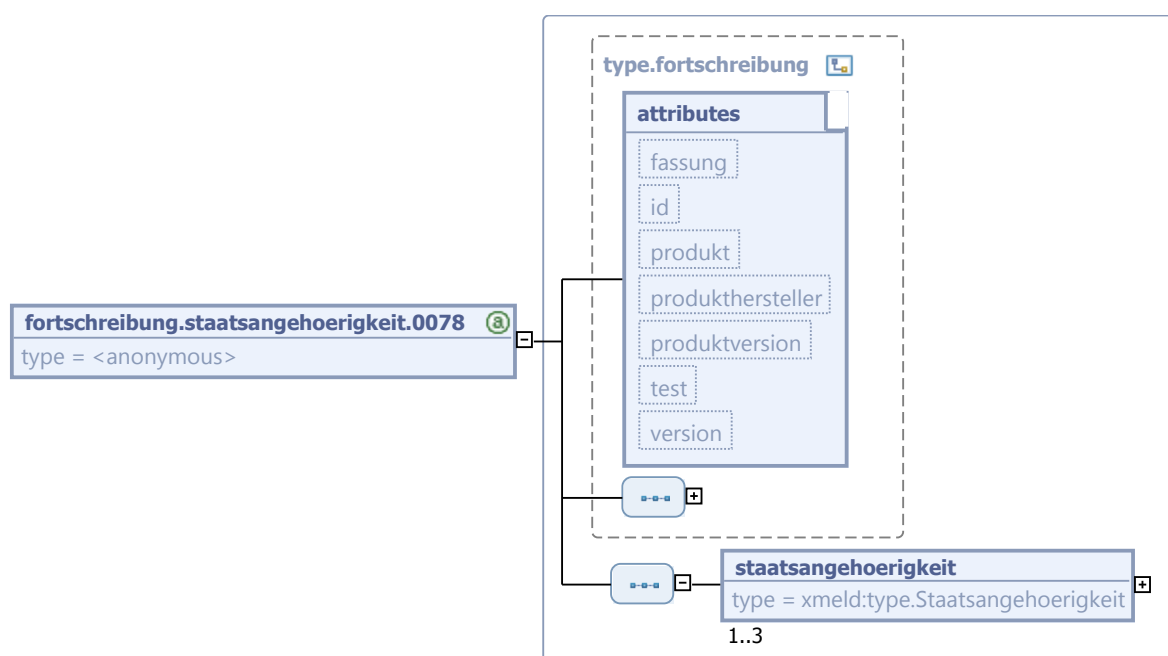 type.fortschreibung
attributes
fassung
id
produkt
produkthersteller
produktversion
test
version
fortschreibung.staatsangehoerigkeit.0078 a
type = <anonymous>
staatsangehoerigkeit
type = xmeld:type.Staatsangehoerigkeit
1..3